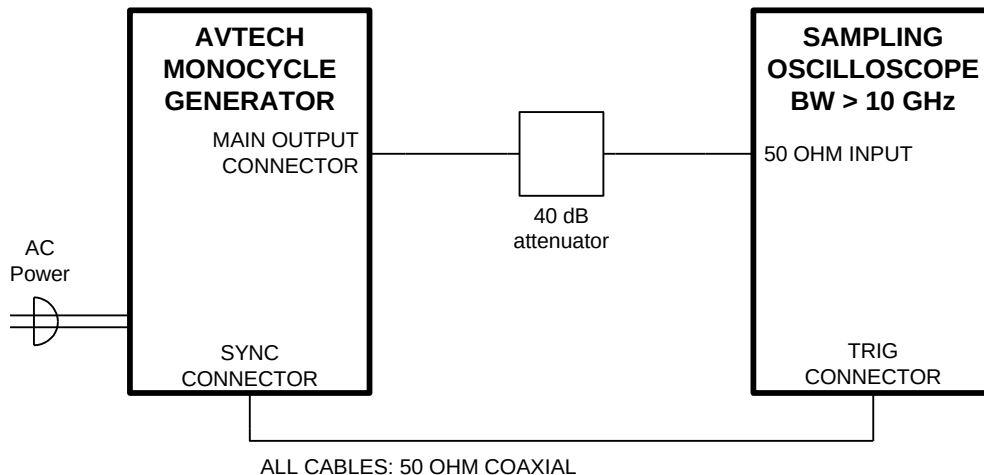 AVTECH
MONOCYCLE
GENERATOR
MAIN OUTPUT
CONNECTOR
AC
Power
SYNC
CONNECTOR
40 dB
attenuator
SAMPLING
OSCILLOSCOPE
BW > 10 GHz
50 OHM INPUT
TRIG
CONNECTOR
ALL CABLES: 50 OHM COAXIAL